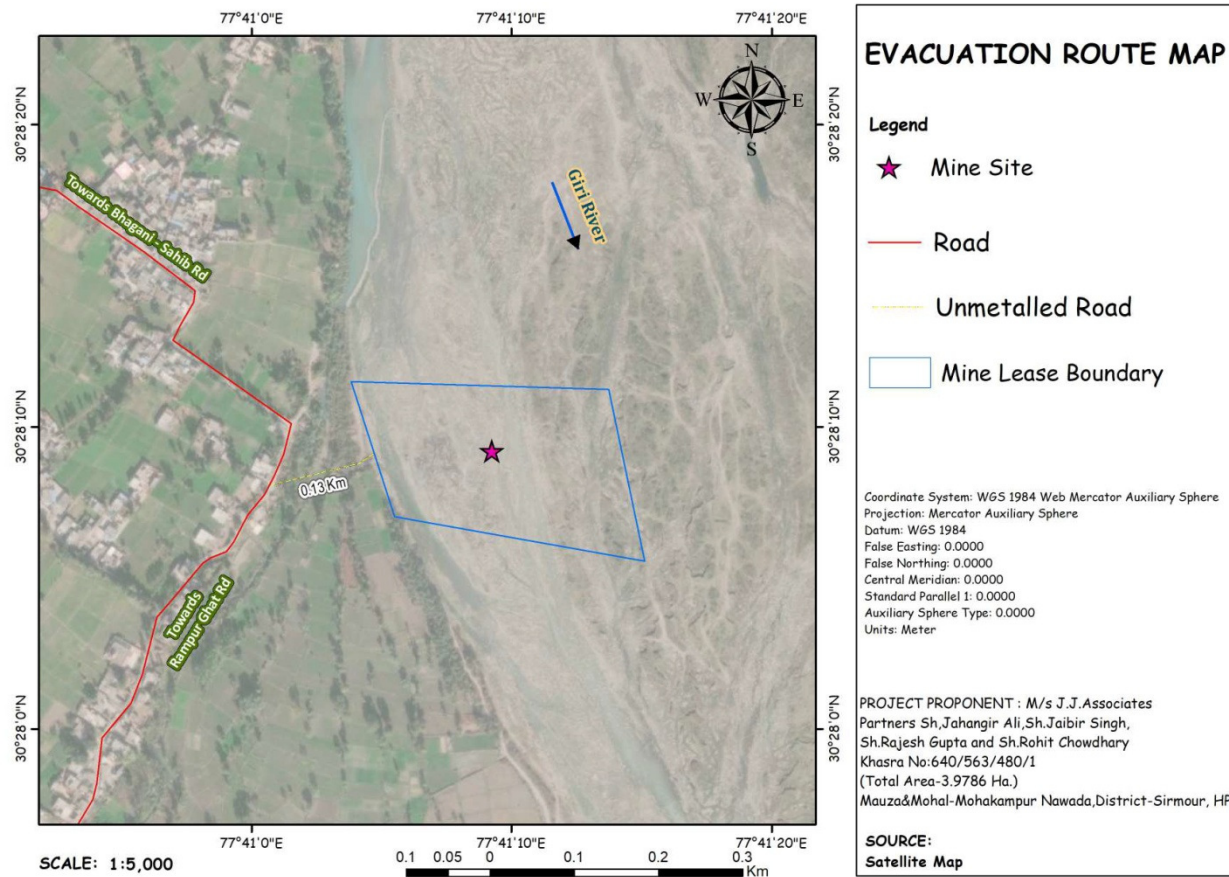 77°41'0"E
77°41'10"E
77°41'20"E
30°28'20"N
30°28'10"N
30°28'0"N
N
W
E
S
Giri River
Towards Bhagani - Sahib Rd
0.13 Km
Towards
Rampur Ghat Rd
30°28'20"N
30°28'10"N
30°28'0"N
77°41'0"E
77°41'10"E
77°41'20"E
SCALE: 1:5,000
0.1 0.05 0 0.1 0.2 0.3
Km
EVACUATION ROUTE MAP
Legend
Mine Site
Road
Unmetalled Road
Mine Lease Boundary
Coordinate System: WGS 1984 Web Mercator Auxiliary Sphere
Projection: Mercator Auxiliary Sphere
Datum: WGS 1984
False Easting: 0.0000
False Northing: 0.0000
Central Meridian: 0.0000
Standard Parallel 1: 0.0000
Auxiliary Sphere Type: 0.0000
Units: Meter
PROJECT PROPONENT : M/s J.J.Associates
Partners Sh,Jahangir Ali,Sh.Jaibir Singh,
Sh.Rajesh Gupta and Sh.Rohit Chowdhary
Khasra No:640/563/480/1
(Total Area-3.9786 Ha.)
Mauza&Mohal-Mohakampur Nawada,District-Sirmour, HP
SOURCE:
Satellite Map